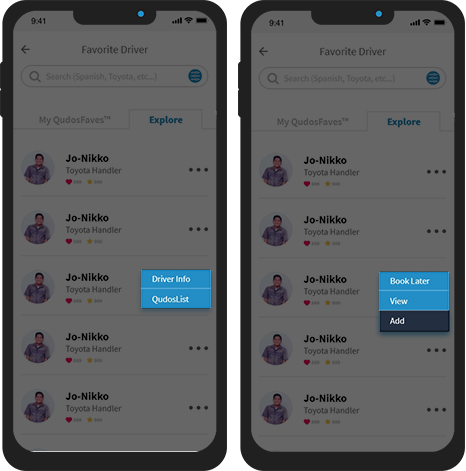 9:41
Favorite Driver
Search (Spanish, Toyota, etc...)
My QudosFaves™
Explore
Jo-Nikko
Toyota Handler
Jo-Nikko
Toyota Handler
Jo-Nikko
Toyota Handler
Driver Info
QudosList
Jo-Nikko
Toyota Handler
Jo-Nikko
Toyota Handler
9:41
Favorite Driver
Search (Spanish, Toyota, etc...)
My QudosFaves™
Explore
Jo-Nikko
Toyota Handler
Jo-Nikko
Toyota Handler
Jo-Nikko
Toyota Handler
Book Later
View
Add
Jo-Nikko
Toyota Handler
Jo-Nikko
Toyota Handler